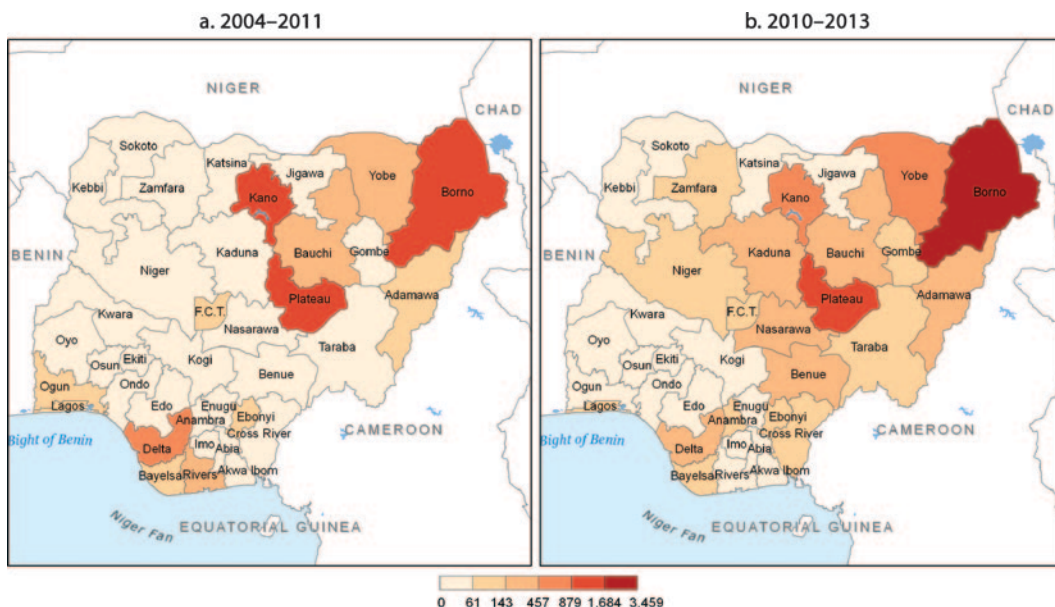 a. 2004–2011
NIGER
CHAD
Sokoto
Katsina
Jigawa
Yobe
Borno
Kebbi
Zamfara
Kano
BENIN
Kaduna
Bauchi
Gombe
Niger
Adamawa
Plateau
F.C.T.
Kwara
Nasarawa
Oyo
Taraba
Osun
Ekiti
Kogi
Benue
Ogun
Ondo
Lagos
Edo
Enugu
Anambra
Ebonyi
Cross River
CAMEROON
Bight of Benin
Delta
Imo
Abia
Bayelsa
Rivers
Akwa Ibom
Niger Fan
EQUATORIAL GUINEA
b. 2010–2013
NIGER
CHAD
Sokoto
Katsina
Jigawa
Yobe
Borno
Kebbi
Zamfara
Kano
BENIN
Kaduna
Bauchi
Gombe
Niger
Adamawa
Plateau
F.C.T.
Kwara
Nasarawa
Oyo
Taraba
Osun
Ekiti
Kogi
Benue
Ogun
Ondo
Lagos
Edo
Enugu
Anambra
Ebonyi
Cross River
CAMEROON
Bight of Benin
Delta
Imo
Abia
Bayelsa
Rivers
Akwa Ibom
Niger Fan
EQUATORIAL GUINEA
0 61 143 457 879 1.684 3.459